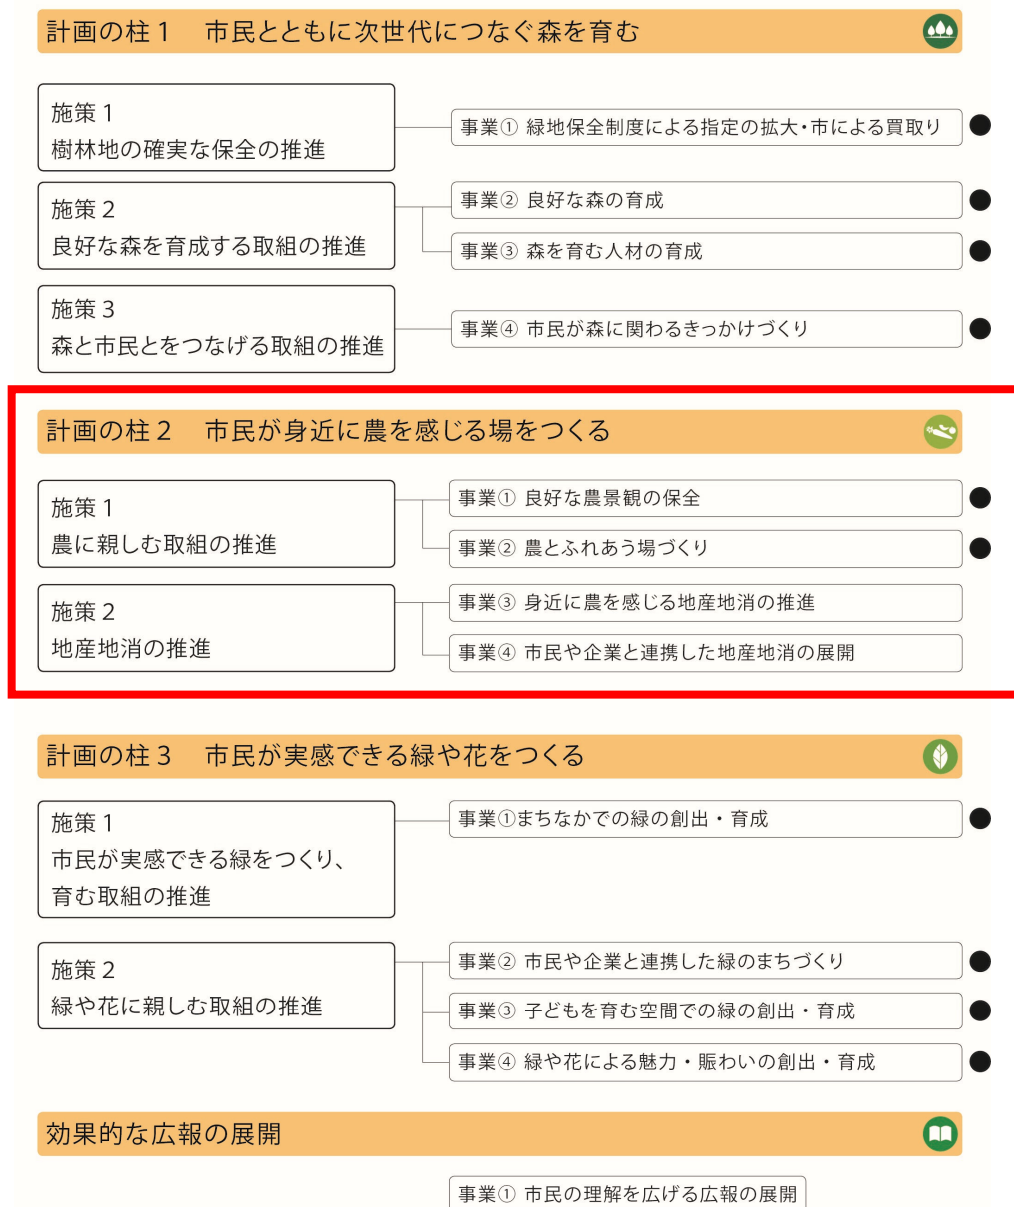 計画の柱1 市民とともに次世代につなぐ森を育む
施策1
樹林地の確実な保全の推進
事業① 緑地保全制度による指定の拡大・市による買取り
施策2
良好な森を育成する取組の推進
事業② 良好な森の育成
事業③ 森を育む人材の育成
施策3
森と市民とをつなげる取組の推進
事業④ 市民が森に関わるきっかけづくり
計画の柱2 市民が身近に農を感じる場をつくる
施策1
農に親しむ取組の推進
事業① 良好な農景観の保全
事業② 農とふれあう場づくり
施策2
地産地消の推進
事業③ 身近に農を感じる地産地消の推進
事業④ 市民や企業と連携した地産地消の展開
計画の柱3 市民が実感できる緑や花をつくる
施策1
市民が実感できる緑をつくり、
育む取組の推進
事業①まちなかでの緑の創出・育成
施策2
緑や花に親しむ取組の推進
事業② 市民や企業と連携した緑のまちづくり
事業③ 子どもを育む空間での緑の創出・育成
事業④ 緑や花による魅力・賑わいの創出・育成
効果的な広報の展開
事業① 市民の理解を広げる広報の展開